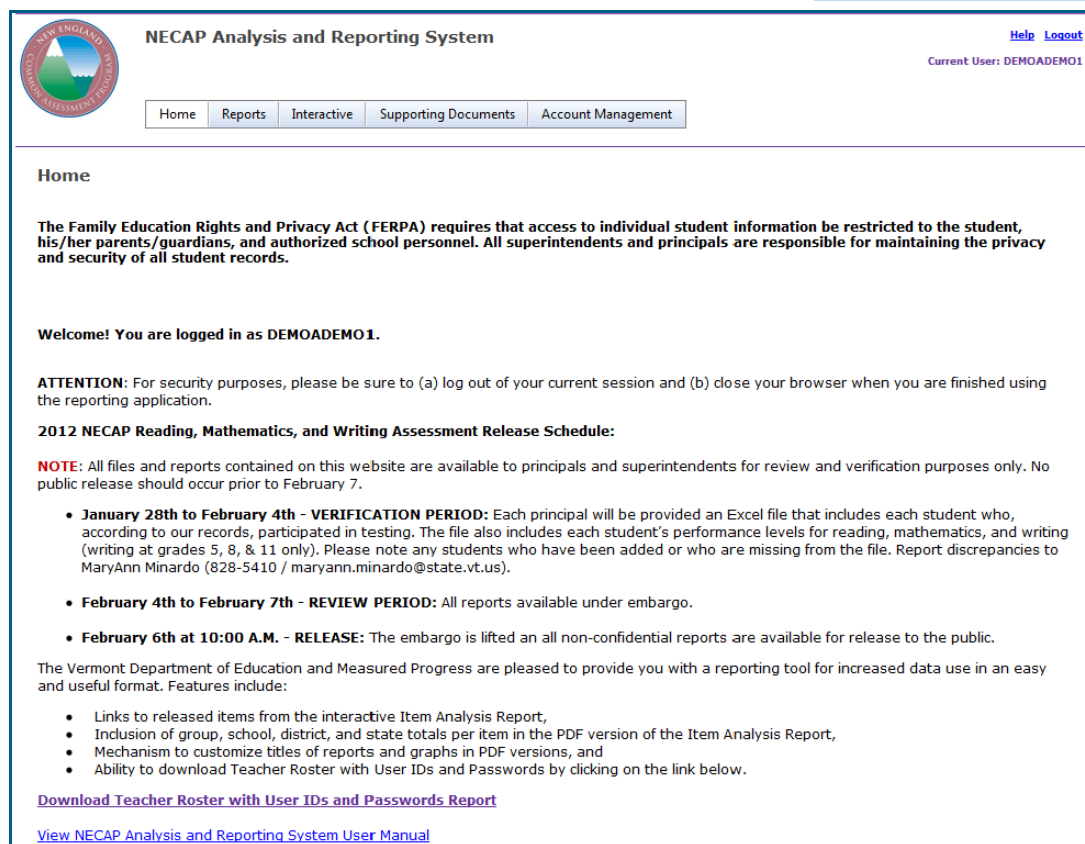 NEW ENGLAND
COMMON ASSESSMENT PROGRAM
NECAP Analysis and Reporting System
Help Logout
Current User: DEMOADEMO1
Home Reports Interactive Supporting Documents Account Management
Home
The Family Education Rights and Privacy Act (FERPA) requires that access to individual student information be restricted to the student,
his/her parents/guardians, and authorized school personnel. All superintendents and principals are responsible for maintaining the privacy
and security of all student records.
Welcome! You are logged in as DEMOADEMO1.
ATTENTION: For security purposes, please be sure to (a) log out of your current session and (b) close your browser when you are finished using
the reporting application.
2012 NECAP Reading, Mathematics, and Writing Assessment Release Schedule:
NOTE: All files and reports contained on this website are available to principals and superintendents for review and verification purposes only. No
public release should occur prior to February 7.
• January 28th to February 4th - VERIFICATION PERIOD: Each principal will be provided an Excel file that includes each student who,
according to our records, participated in testing. The file also includes each student's performance levels for reading, mathematics, and writing
(writing at grades 5, 8, & 11 only). Please note any students who have been added or who are missing from the file. Report discrepancies to
MaryAnn Minardo (828-5410 / maryann.minardo@state.vt.us).
• February 4th to February 7th - REVIEW PERIOD: All reports available under embargo.
• February 6th at 10:00 A.M. - RELEASE: The embargo is lifted an all non-confidential reports are available for release to the public.
The Vermont Department of Education and Measured Progress are pleased to provide you with a reporting tool for increased data use in an easy
and useful format. Features include:
• Links to released items from the interactive Item Analysis Report,
• Inclusion of group, school, district, and state totals per item in the PDF version of the Item Analysis Report,
• Mechanism to customize titles of reports and graphs in PDF versions, and
• Ability to download Teacher Roster with User IDs and Passwords by clicking on the link below.
Download Teacher Roster with User IDs and Passwords Report
View NECAP Analysis and Reporting System User Manual